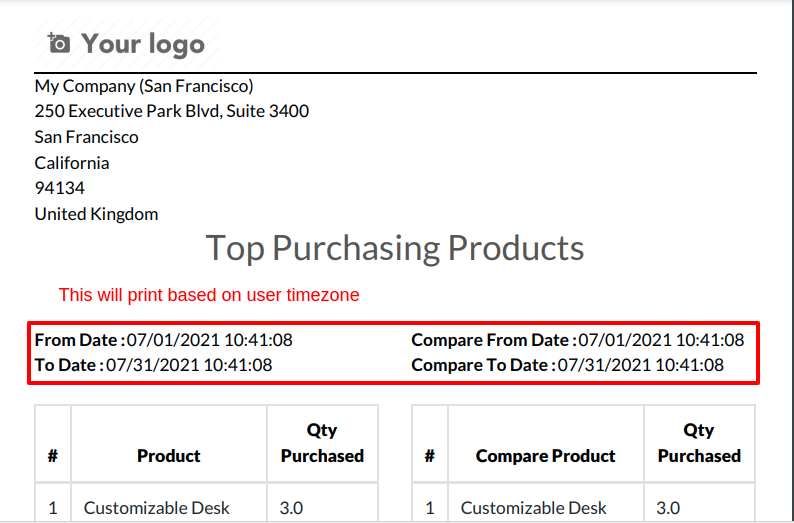 Your logo
My Company (San Francisco)
250 Executive Park Blvd, Suite 3400
San Francisco
California
94134
United Kingdom
Top Purchasing Products
This will print based on user timezone
From Date :07/01/2021 10:41:08 Compare From Date :07/01/2021 10:41:08
To Date :07/31/2021 10:41:08 Compare To Date :07/31/2021 10:41:08
# Product Qty Purchased # Compare Product Qty Purchased
1 Customizable Desk 3.0 1 Customizable Desk 3.0